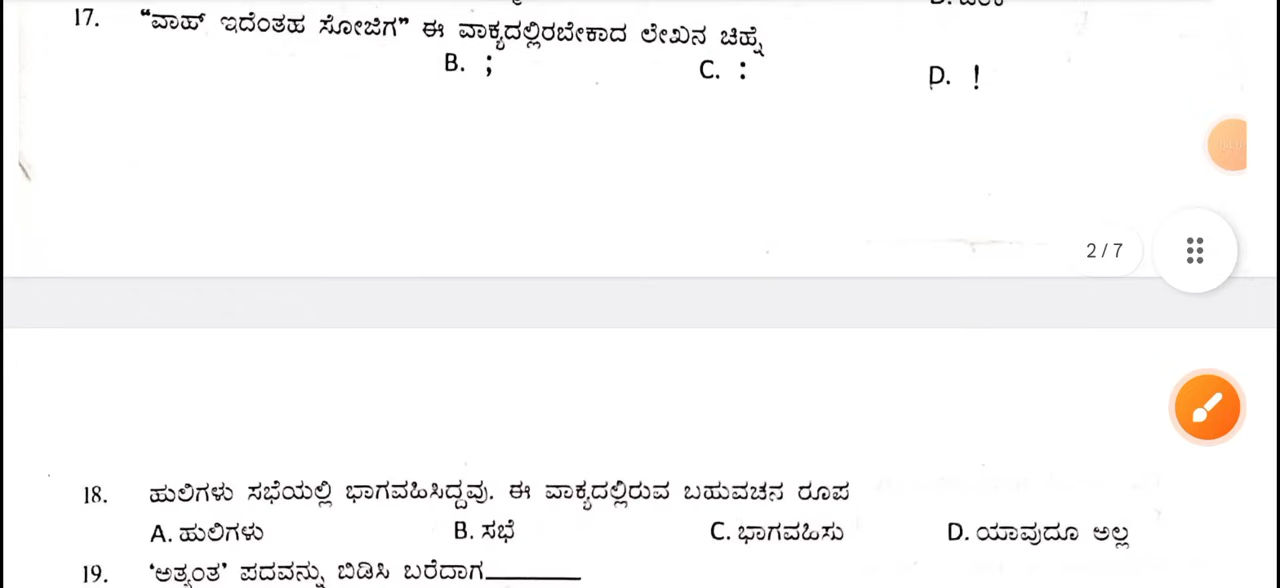 17. “ವಾಹ್ ಇದೆಂತಹ ಸೋಜಿಗ” ಈ ವಾಕ್ಯದಲ್ಲಿರಬೇಕಾದ ಲೇಖನ ಚಿಹ್ನೆ
B. ; C. : D. !
2 / 7
18. ಹುಲಿಗಳು ಸಭೆಯಲ್ಲಿ ಭಾಗವಹಿಸಿದ್ದವು. ಈ ವಾಕ್ಯದಲ್ಲಿರುವ ಬಹುವಚನ ರೂಪ
A. ಹುಲಿಗಳು B. ಸಭೆ C. ಭಾಗವಹಿಸು D. ಯಾವುದೂ ಅಲ್ಲ
19. ‘ಅತ್ಯಂತ’ ಪದವನ್ನು ಬಿಡಿಸಿ ಬರೆದಾಗ